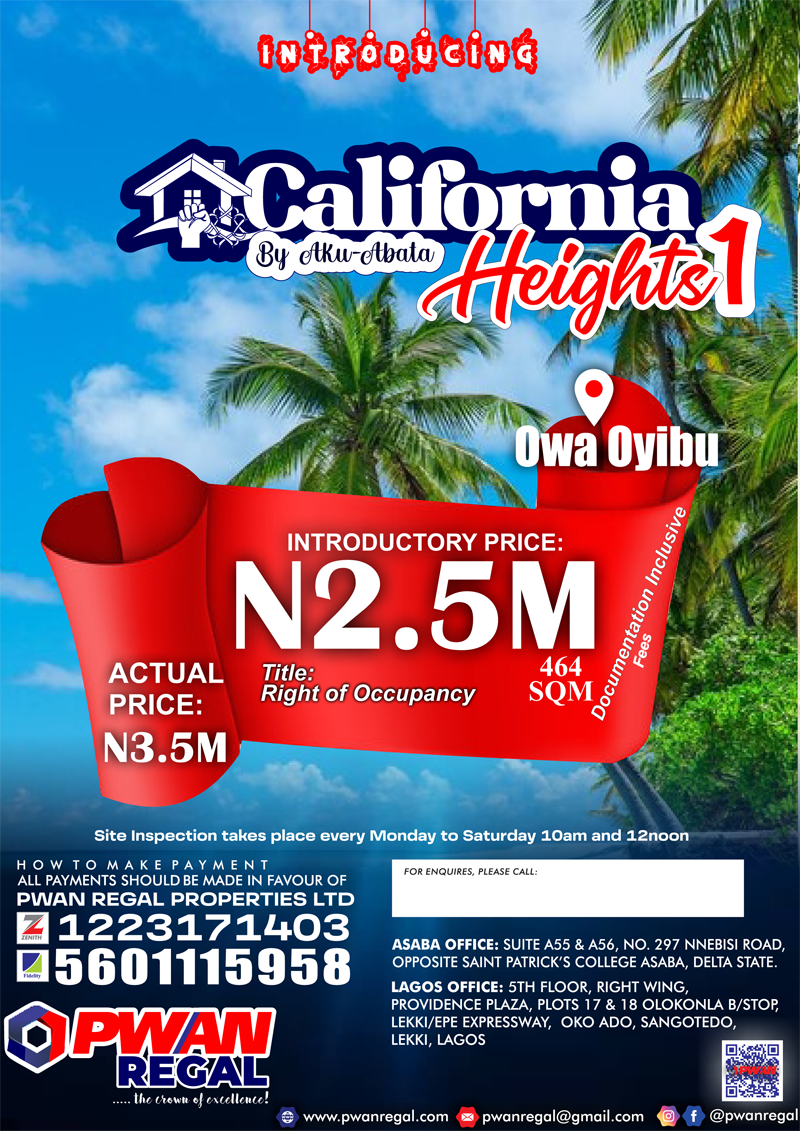 INTRODUCING
California
By Aku-Abata
Heights 1
Owa Oyibu
INTRODUCTORY PRICE:
N2.5M
Title:
Right of Occupancy
464
SQM
Documentation Inclusive
Fees
ACTUAL
PRICE:
N3.5M
Site Inspection takes place every Monday to Saturday 10am and 12noon
HOW TO MAKE PAYMENT
ALL PAYMENTS SHOULD BE MADE IN FAVOUR OF
PWAN REGAL PROPERTIES LTD
ZENITH
1223171403
Fidelity
5601115958
FOR ENQUIRES, PLEASE CALL:
ASABA OFFICE: SUITE A55 & A56, NO. 297 NNEBISI ROAD,
OPPOSITE SAINT PATRICK'S COLLEGE ASABA, DELTA STATE.
LAGOS OFFICE: 5TH FLOOR, RIGHT WING,
PROVIDENCE PLAZA, PLOTS 17 & 18 OLOKONLA B/STOP,
LEKKI/EPE EXPRESSWAY, OKO ADO, SANGOTEDO,
LEKKI, LAGOS
PWAN
REGAL
..... the crown of excellence!
PWAN
www.pwanregal.com pwanregal@gmail.com @pwanregal